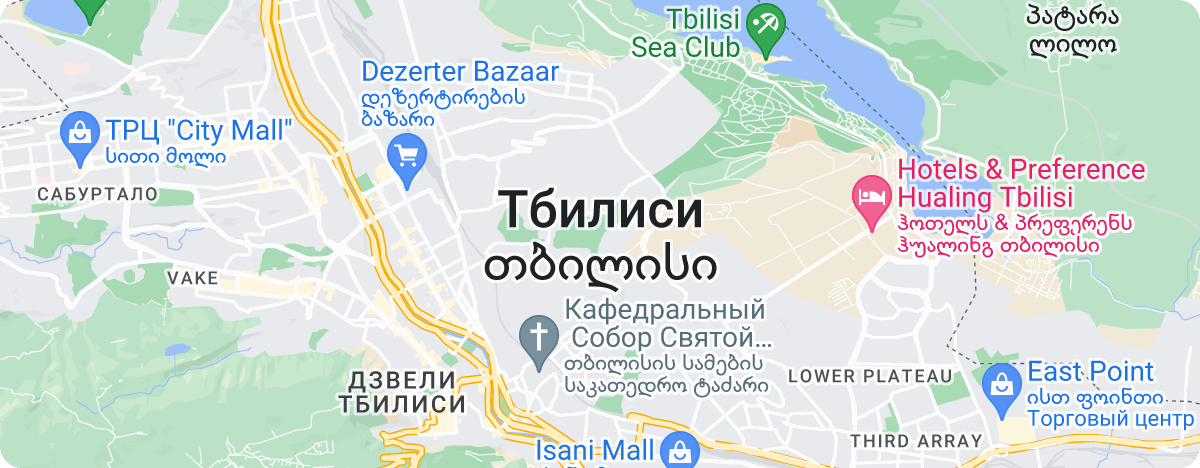 Tbilisi
Sea Club
პატარა
ლილო
Dezerter Bazaar
დეზერტირების
ბაზარი
ТРЦ "City Mall"
სითი მოლი
САБУРТАЛО
Hotels & Preference
Hualing Tbilisi
ჰოთელს & პრეფერენს
ჰუალინგ თბილისი
Тбилиси
თბილისი
VAKE
Кафедральный
Собор Святой...
თბილისის სამების
საკათედრო ტაძარი
ДЗВЕЛИ
ТБИЛИСИ
LOWER PLATEAU
East Point
ისთ ფოინთი
Торговый центр
THIRD ARRAY
Isani Mall